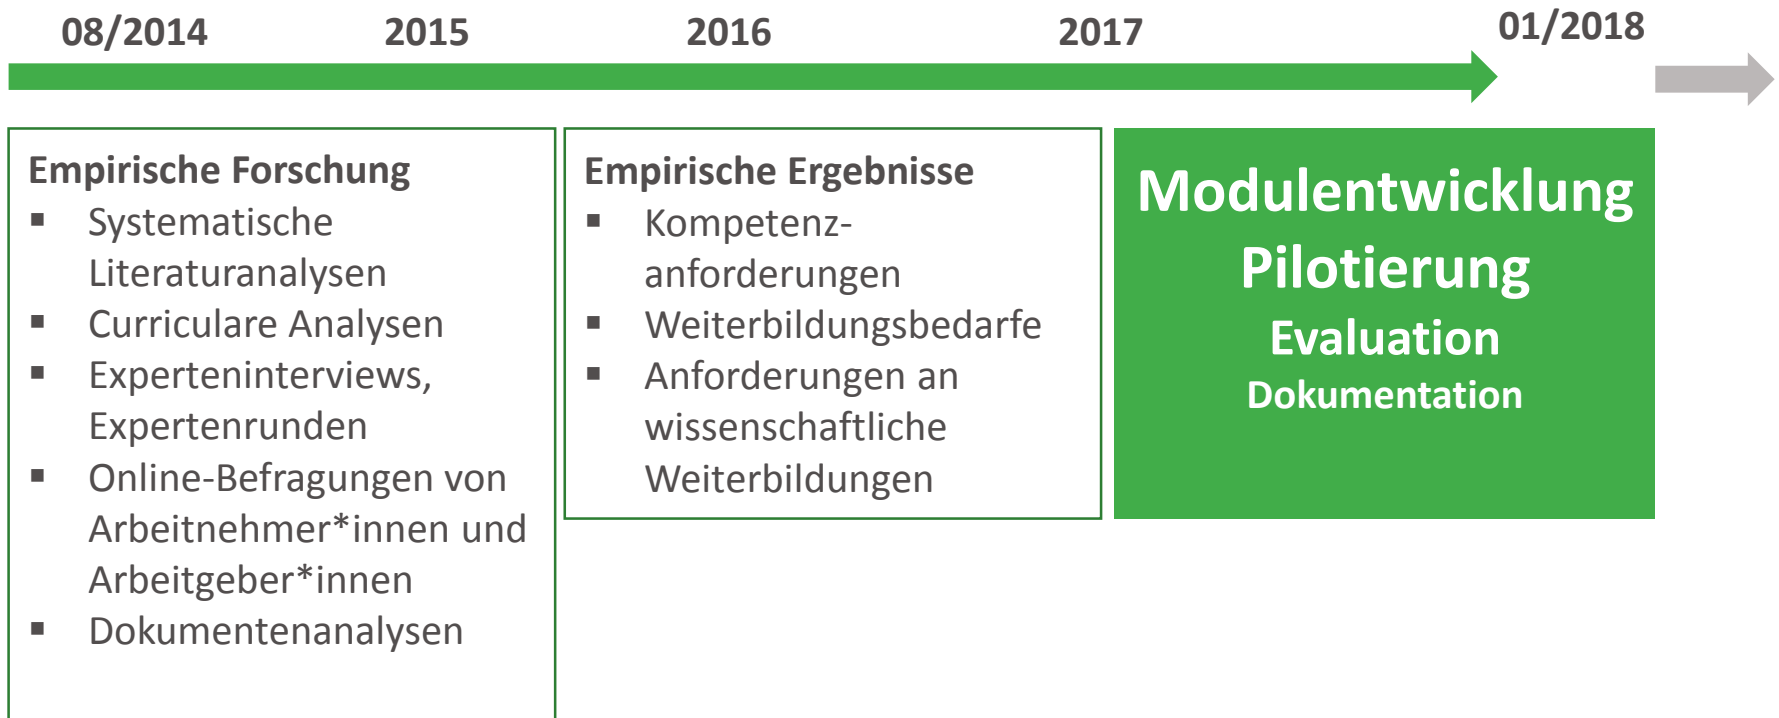 08/2014 2015 2016 2017 01/2018
Empirische Forschung
▪ Systematische
Literaturanalysen
▪ Curriculare Analysen
▪ Experteninterviews,
Expertenrunden
▪ Online-Befragungen von
Arbeitnehmer*innen und
Arbeitgeber*innen
▪ Dokumentenanalysen
Empirische Ergebnisse
▪ Kompetenz-
anforderungen
▪ Weiterbildungsbedarfe
▪ Anforderungen an
wissenschaftliche
Weiterbildungen
Modulentwicklung
Pilotierung
Evaluation
Dokumentation